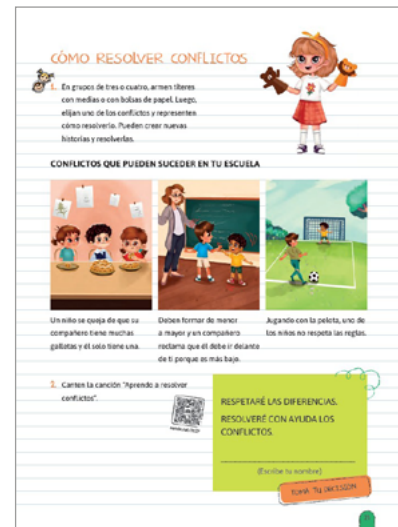 CÓMO RESOLVER CONFLICTOS
1. En grupos de tres o cuatro, armen títeres
con medias o con bolsas de papel. Luego,
elijan uno de los conflictos y representen
cómo resolverlo. Pueden crear nuevas
historias y resolverlas.
CONFLICTOS QUE PUEDEN SUCEDER EN TU ESCUELA
Un niño se queja de que su
compañero tiene muchas
galletas y él solo tiene una.
Deben formar de menor
a mayor y un compañero
reclama que él debe ir delante
de ti porque es más bajo.
Jugando con la pelota, uno de
los niños no respeta las reglas.
2. Canten la canción "Aprendo a resolver
conflictos".
RESPETARÉ LAS DIFERENCIAS.
RESOLVERÉ CON AYUDA LOS
CONFLICTOS.
(Escribe tu nombre)
TOMÁ TU DECISIÓN